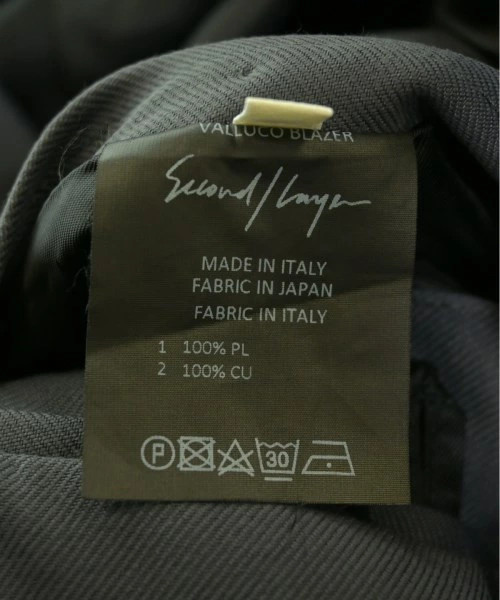 VALLUCO BLAZER
Second/Layer
MADE IN ITALY
FABRIC IN JAPAN
FABRIC IN ITALY
1 100% PL
2 100% CU
P 30